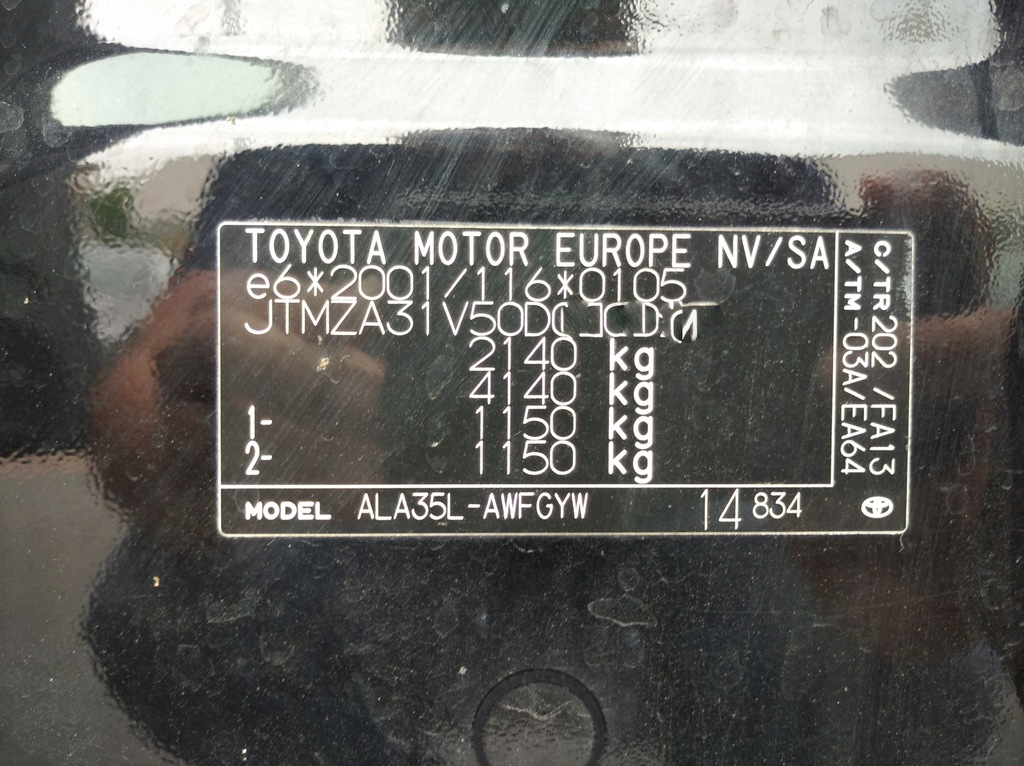 TOYOTA MOTOR EUROPE NV/SA
e6*2001/116*0105
2140 kg
4140 kg
1- 1150 kg
2- 1150 kg
MODEL ALA35L-AWFGYW 14 834
C/TR 202 /FA13
A/TM -03A/EA64